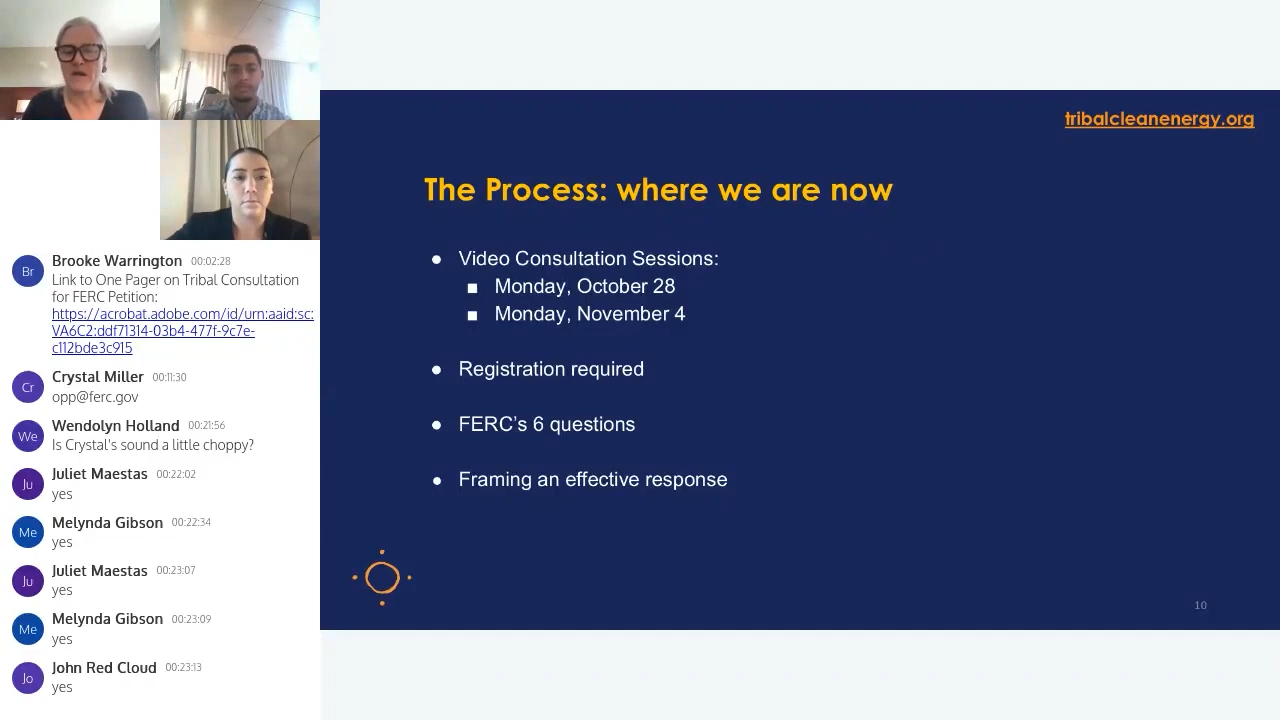 Br
Brooke Warrington 00:02:28
Link to One Pager on Tribal Consultation
for FERC Petition:
https://acrobat.adobe.com/id/urn:aaid:sc:
VA6C2:ddf71314-03b4-477f-9c7e-
c112bde3c915
Cr
Crystal Miller 00:11:30
opp@ferc.gov
We
Wendolyn Holland 00:21:56
Is Crystal's sound a little choppy?
Ju
Juliet Maestas 00:22:02
yes
Me
Melynda Gibson 00:22:34
yes
Ju
Juliet Maestas 00:23:07
yes
Me
Melynda Gibson 00:23:09
yes
Jo
John Red Cloud 00:23:13
yes
tribalcleanenergy.org
The Process: where we are now
● Video Consultation Sessions:
■ Monday, October 28
■ Monday, November 4
● Registration required
● FERC’s 6 questions
● Framing an effective response
10